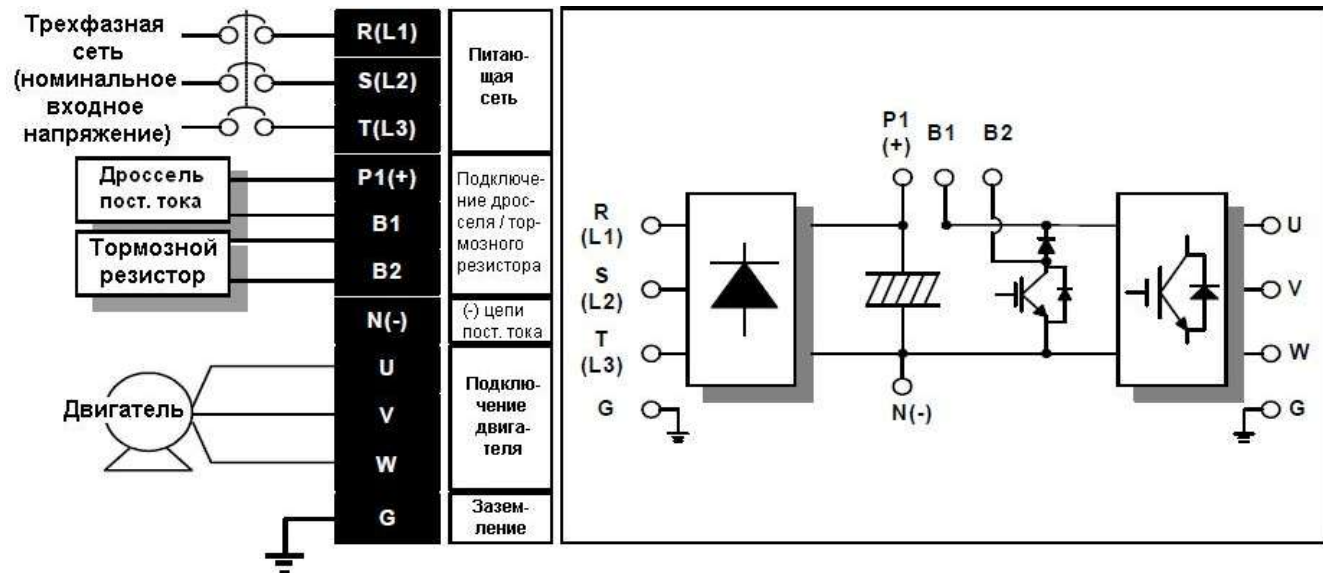 Трехфазная
сеть
(номинальное
входное
напряжение)
R(L1)
S(L2)
T(L3)
Питаю-
щая
сеть
Дроссель
пост. тока
Тормозной
резистор
P1(+)
B1
B2
Подключе-
ние дрос-
селя / тор-
мозного
резистора
N(-)
(-) цепи
пост. тока
Двигатель
U
V
W
Подклю-
чение
двига-
теля
G
Зазем-
ление
P1
(+)
B1
B2
R
(L1)
S
(L2)
T
(L3)
G
N(-)
U
V
W
G